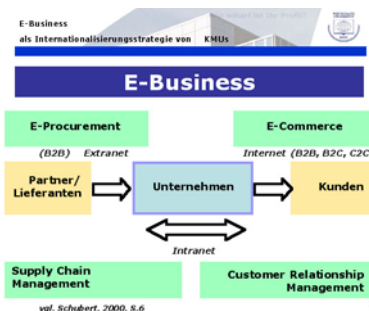 E-Business
als Internationalisierungsstrategie von KMUs
E-Business
E-Procurement
E-Commerce
(B2B) Extranet
Internet (B2B, B2C, C2C
Partner/
Lieferanten
Unternehmen
Kunden
Intranet
Supply Chain
Management
Customer Relationship
Management
vgl. Schubert, 2000, S.6